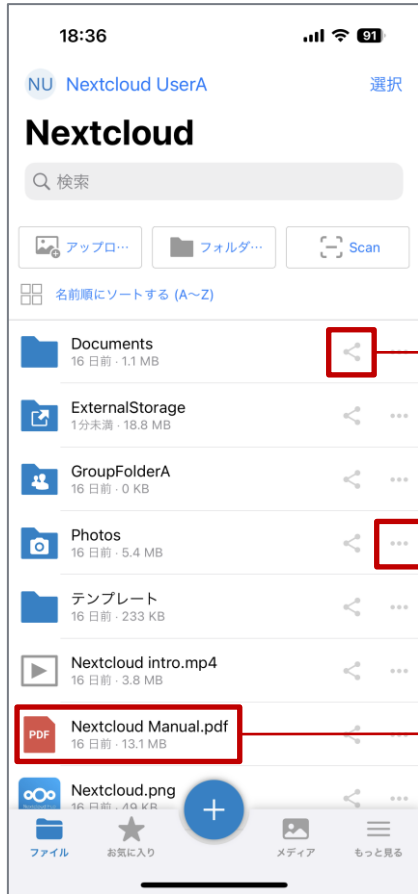 18:36
91
NU Nextcloud UserA
選択
Nextcloud
検索
アップロ…
フォルダ…
Scan
名前順にソートする (A～Z)
Documents
16 日前 · 1.1 MB
ExternalStorage
1分未満 · 18.8 MB
GroupFolderA
16 日前 · 0 KB
Photos
16 日前 · 5.4 MB
テンプレート
16 日前 · 233 KB
Nextcloud intro.mp4
16 日前 · 3.8 MB
PDF
Nextcloud Manual.pdf
16 日前 · 13.1 MB
Nextcloud.png
16 日前 · 49 KB
ファイル
お気に入り
メディア
もっと見る